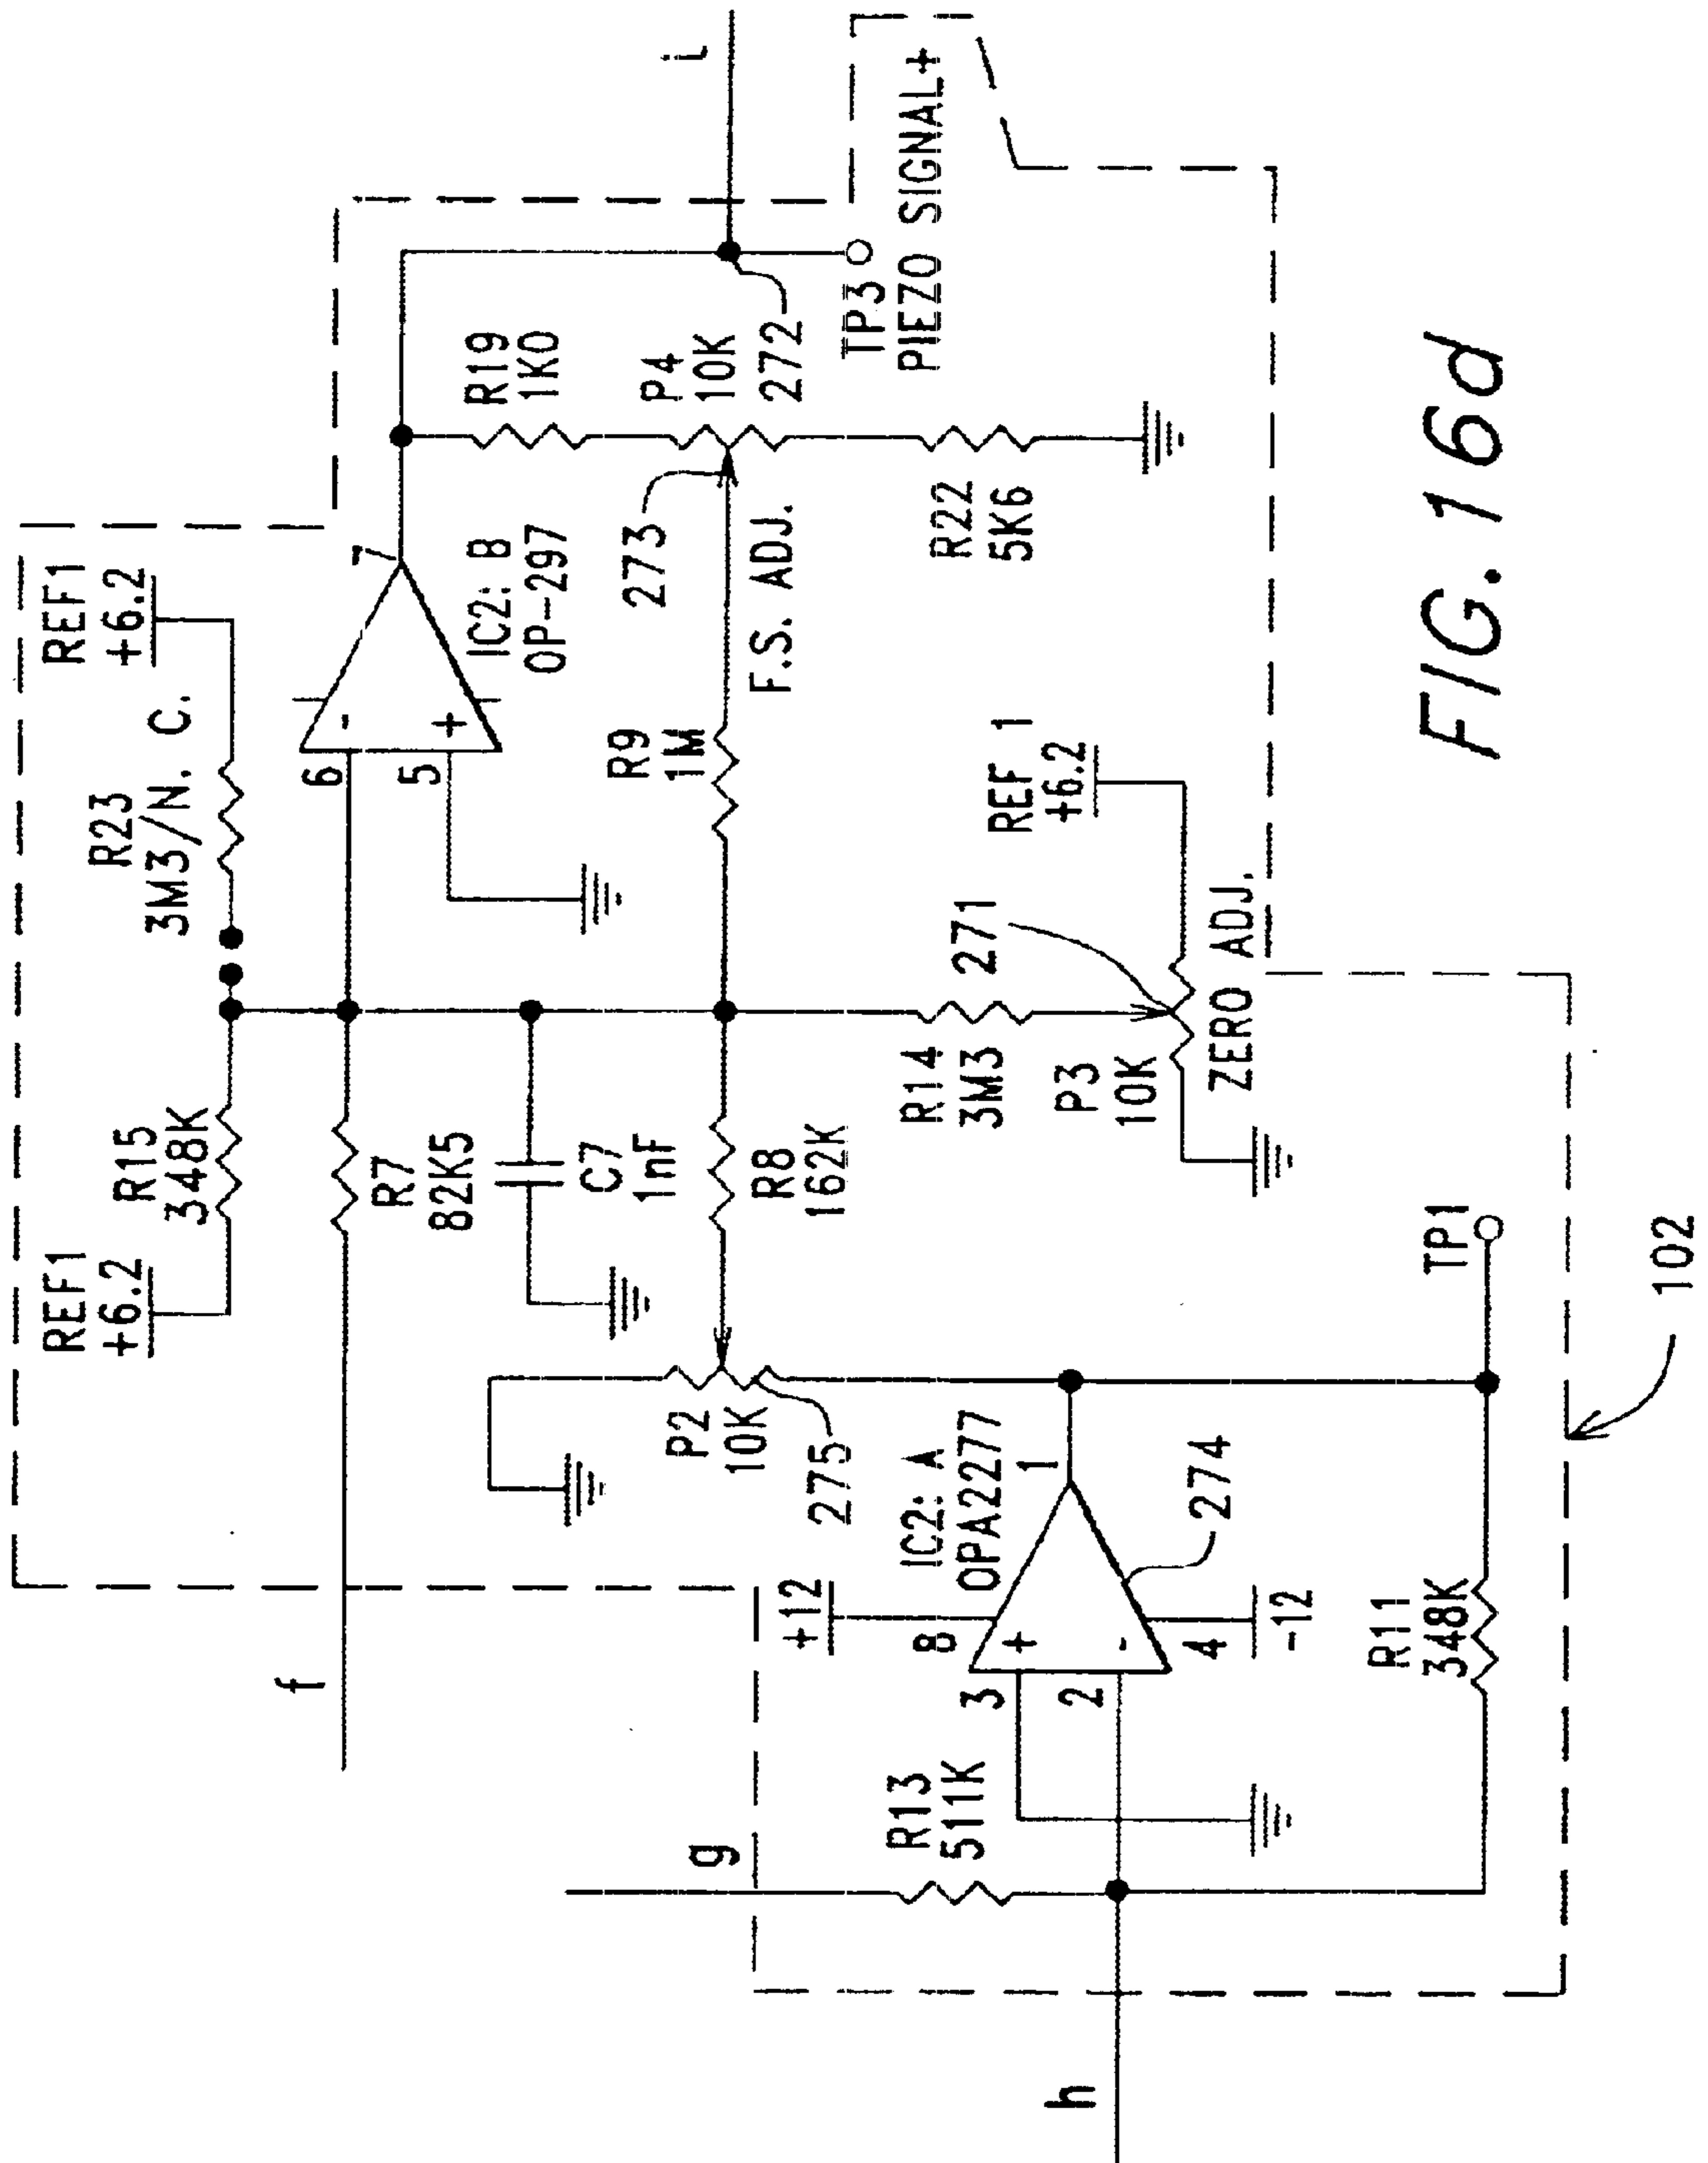 REF1
+6.2
R15
348K
R23
3M3/N. C.
REF1
+6.2
f
R7
82K5
6
-
5
+
7
IC2: B
OP-297
C7
1nF
R19
1K0
i
P4
10K
272
273
TP3
PIEZO SIGNAL+
R9
1M
F.S. ADJ.
R8
162K
P2
10K
275
R22
5K6
g
R14
3M3
271
REF 1
+6.2
P3
10K
ZERO ADJ.
+12
8
IC2: A
OPA2277
1
3
+
2
-
4
-12
274
R13
511K
h
TP1
R11
348K
102
FIG. 16d